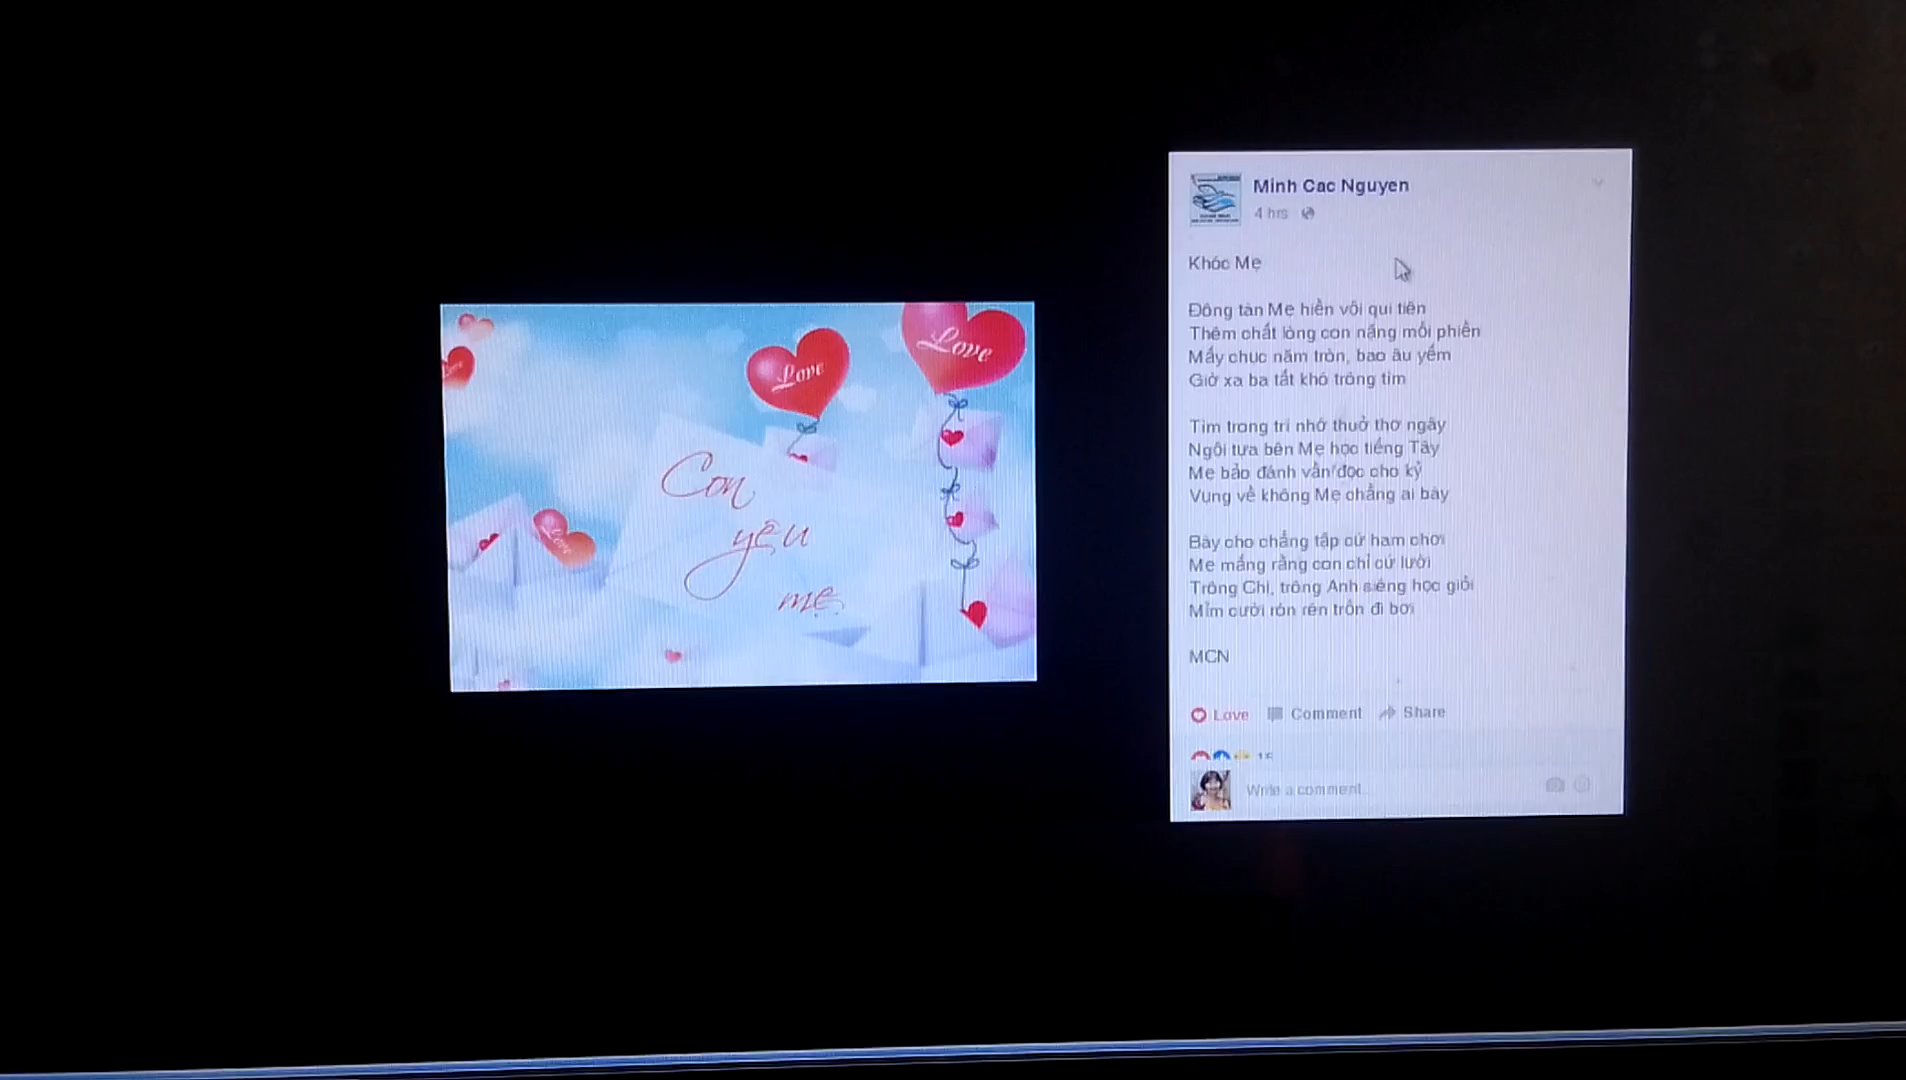 Love
Love
Love
Con
yêu
mẹ
Minh Cac Nguyen
4 hrs
Khóc Mẹ
Đông tàn Mẹ hiền vội qui tiên
Thêm chất lòng con nặng mối phiền
Mấy chục năm tròn, bao âu yếm
Giờ xa ba tất khó trông tìm
Tìm trong trí nhớ thuở thơ ngây
Ngồi tựa bên Mẹ học tiếng Tây
Mẹ bảo đánh vần/đọc cho kỹ
Vụng về không Mẹ chẳng ai bày
Bày cho chẳng tập cứ ham chơi
Mẹ mắng rằng con chỉ cứ lười
Trông Chị, trông Anh siêng học giỏi
Mỉm cười rón rén trốn đi bơi
MCN
Love Comment Share
Write a comment...